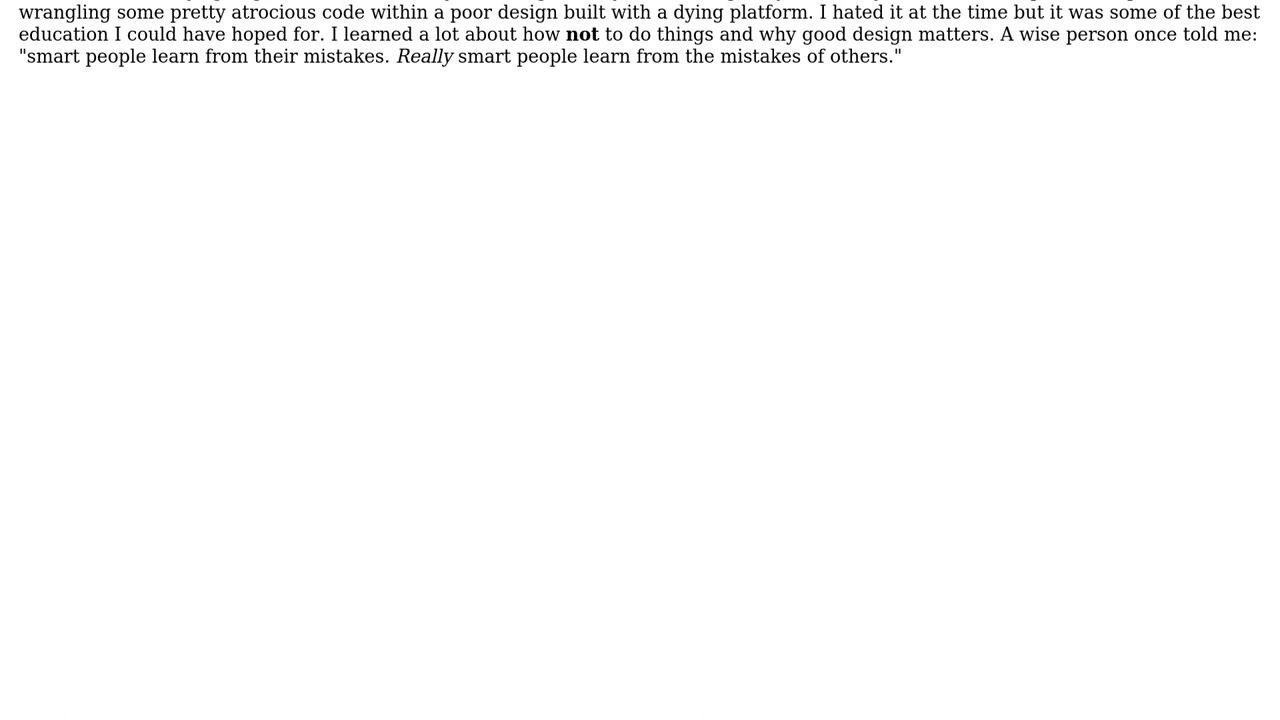 wrangling some pretty atrocious code within a poor design built with a dying platform. I hated it at the time but it was some of the best
education I could have hoped for. I learned a lot about how not to do things and why good design matters. A wise person once told me:
"smart people learn from their mistakes. Really smart people learn from the mistakes of others."